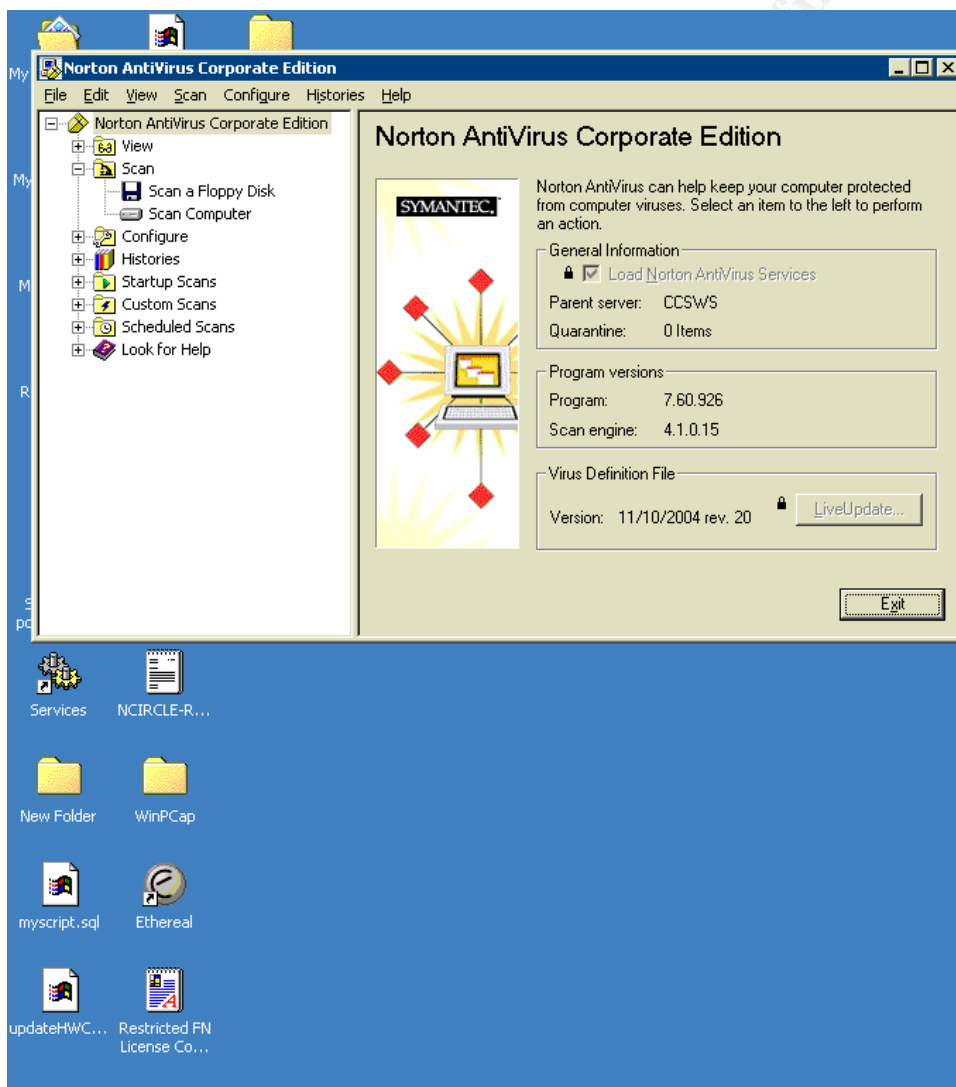 My
Norton AntiVirus Corporate Edition
File Edit View Scan Configure Histories Help
Norton AntiVirus Corporate Edition
View
Scan
Scan a Floppy Disk
Scan Computer
Configure
Histories
Startup Scans
Custom Scans
Scheduled Scans
Look for Help
Norton AntiVirus Corporate Edition
SYMANTEC.
Norton AntiVirus can help keep your computer protected
from computer viruses. Select an item to the left to perform
an action.
General Information
Load Norton AntiVirus Services
Parent server: CCSWS
Quarantine: 0 Items
Program versions
Program: 7.60.926
Scan engine: 4.1.0.15
Virus Definition File
Version: 11/10/2004 rev. 20
LiveUpdate...
Exit
My
M
R
S
po
Services
NCIRCLE-R...
New Folder
WinPCap
myscript.sql
Ethereal
updateHWC...
Restricted FN
License Co...